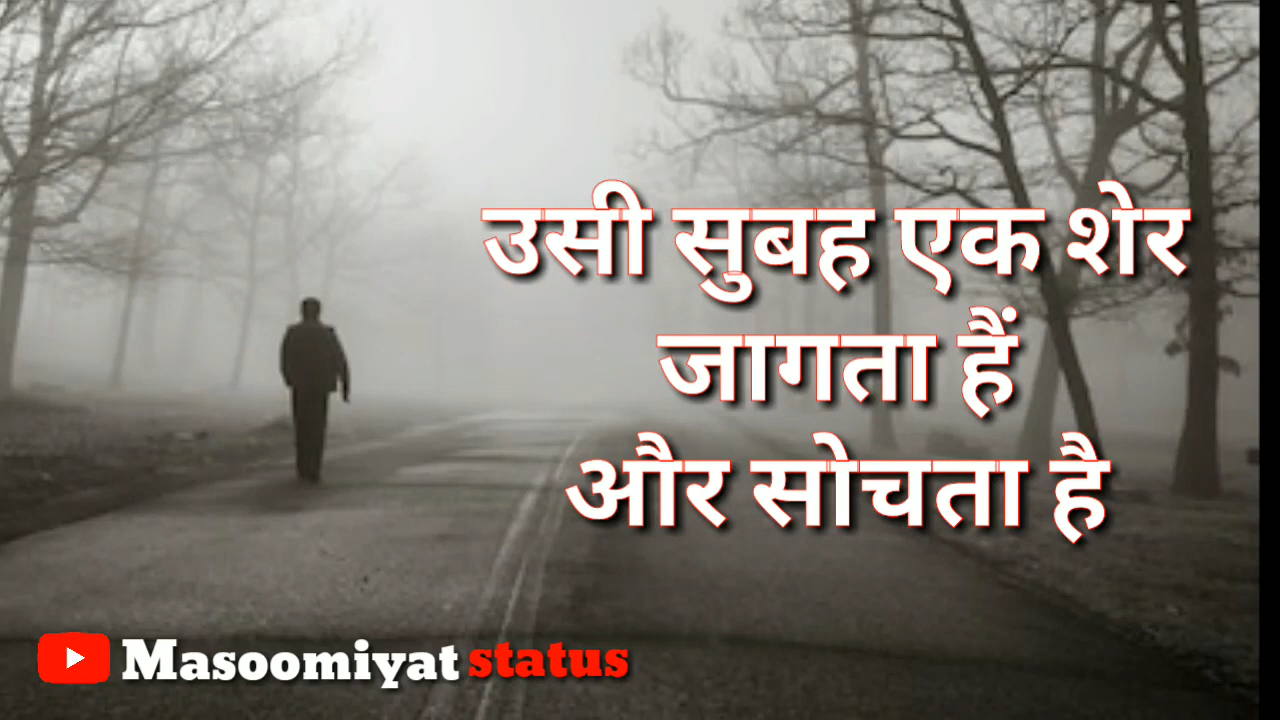 उसी सुबह एक शेर
जागता हैं
और सोचता है
Masoomiyat status